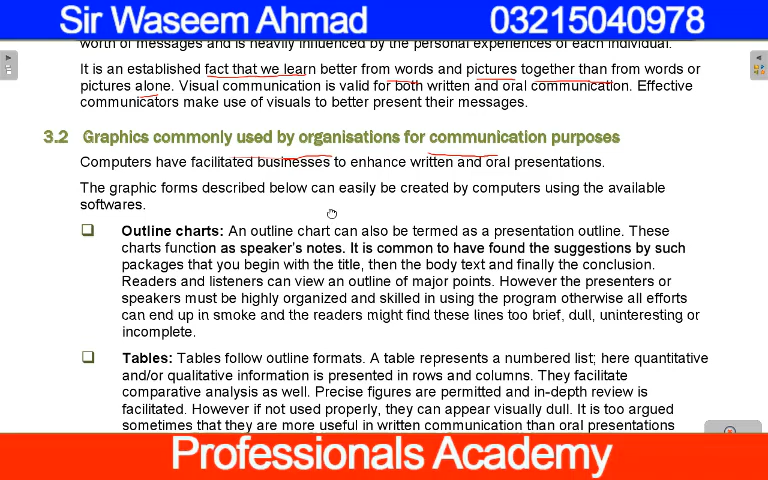 Sir Waseem Ahmad 03215040978
worth of messages and is heavily influenced by the personal experiences of each individual.
It is an established fact that we learn better from words and pictures together than from words or
pictures alone. Visual communication is valid for both written and oral communication. Effective
communicators make use of visuals to better present their messages.
3.2 Graphics commonly used by organisations for communication purposes
Computers have facilitated businesses to enhance written and oral presentations.
The graphic forms described below can easily be created by computers using the available
softwares.
Outline charts: An outline chart can also be termed as a presentation outline. These
charts function as speaker's notes. It is common to have found the suggestions by such
packages that you begin with the title, then the body text and finally the conclusion.
Readers and listeners can view an outline of major points. However the presenters or
speakers must be highly organized and skilled in using the program otherwise all efforts
can end up in smoke and the readers might find these lines too brief, dull, uninteresting or
incomplete.
Tables: Tables follow outline formats. A table represents a numbered list; here quantitative
and/or qualitative information is presented in rows and columns. They facilitate
comparative analysis as well. Precise figures are permitted and in-depth review is
facilitated. However if not used properly, they can appear visually dull. It is too argued
sometimes that they are more useful in written communication than oral presentations
Professionals Academy